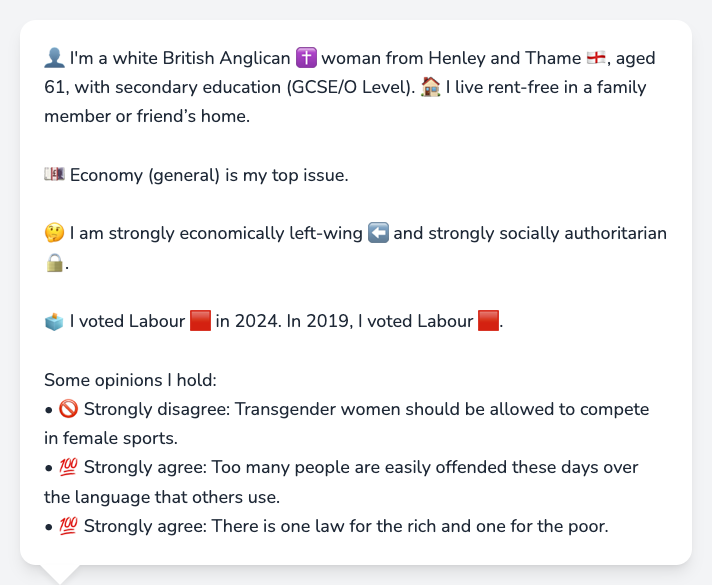 👤 I'm a white British Anglican ✝️ woman from Henley and Thame 🏴󠁧󠁢󠁥󠁮󠁧󠁿, aged
61, with secondary education (GCSE/O Level). 🏠 I live rent-free in a family
member or friend’s home.
💷 Economy (general) is my top issue.
🤔 I am strongly economically left-wing ⬅️ and strongly socially authoritarian
🔒.
🗳️ I voted Labour 🟥 in 2024. In 2019, I voted Labour 🟥.
Some opinions I hold:
• 🚫 Strongly disagree: Transgender women should be allowed to compete
in female sports.
• 💯 Strongly agree: Too many people are easily offended these days over
the language that others use.
• 💯 Strongly agree: There is one law for the rich and one for the poor.